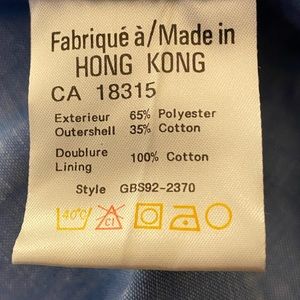 Fabriqué à/Made in
HONG KONG
CA 18315
Exterieur 65% Polyester
Outershell 35% Cotton
Doublure
Lining 100% Cotton
Style GBS92-2370
40°C Cl